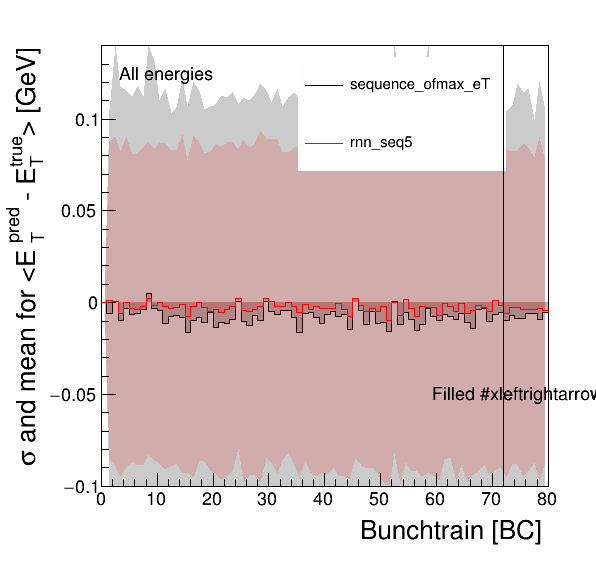 All energies
sequence_ofmax_eT
rnn_seq5
σ and mean for <E_T^pred - E_T^true> [GeV]
0.1
0.05
0
−0.05
−0.1
Filled #xleftrightarrow
0 10 20 30 40 50 60 70 80
Bunchtrain [BC]